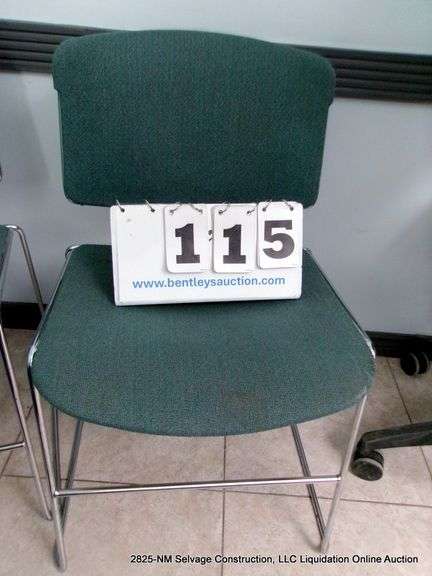 115
www.bentleysauction.com
2825-NM Selvage Construction, LLC Liquidation Online Auction